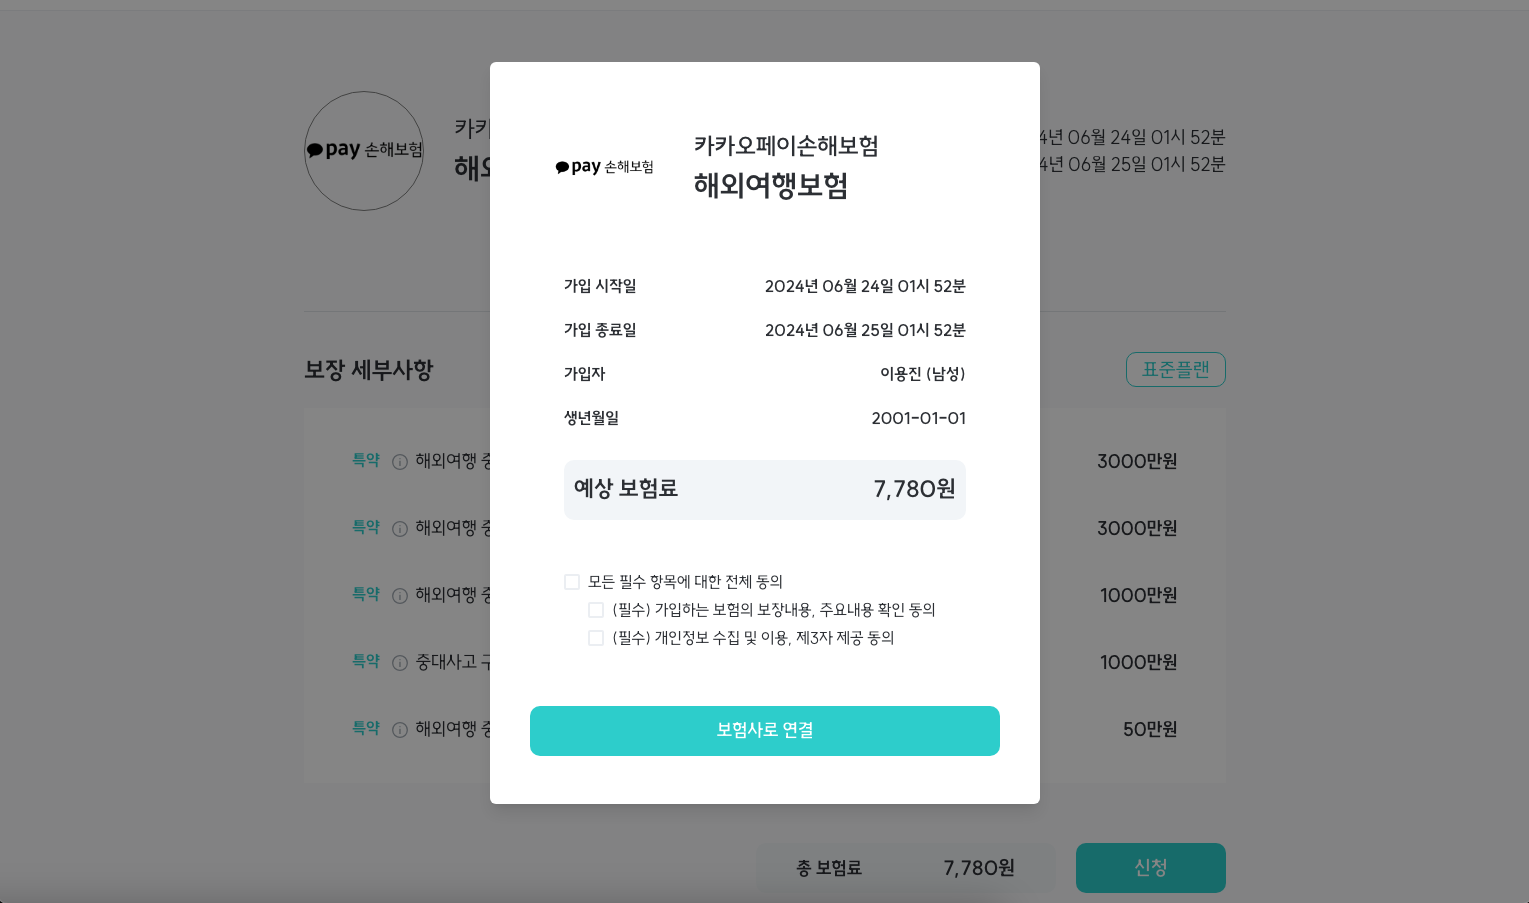 pay 손해보험
카카
해외
4년 06월 24일 01시 52분
4년 06월 25일 01시 52분
pay 손해보험
카카오페이손해보험
해외여행보험
가입 시작일 2024년 06월 24일 01시 52분
가입 종료일 2024년 06월 25일 01시 52분
가입자 이용진 (남성)
생년월일 2001-01-01
예상 보험료 7,780원
모든 필수 항목에 대한 전체 동의
(필수) 가입하는 보험의 보장내용, 주요내용 확인 동의
(필수) 개인정보 수집 및 이용, 제3자 제공 동의
보험사로 연결
보장 세부사항 표준플랜
특약 해외여행 3000만원
특약 해외여행 3000만원
특약 해외여행 1000만원
특약 중대사고 1000만원
특약 해외여행 50만원
총 보험료 7,780원 신청